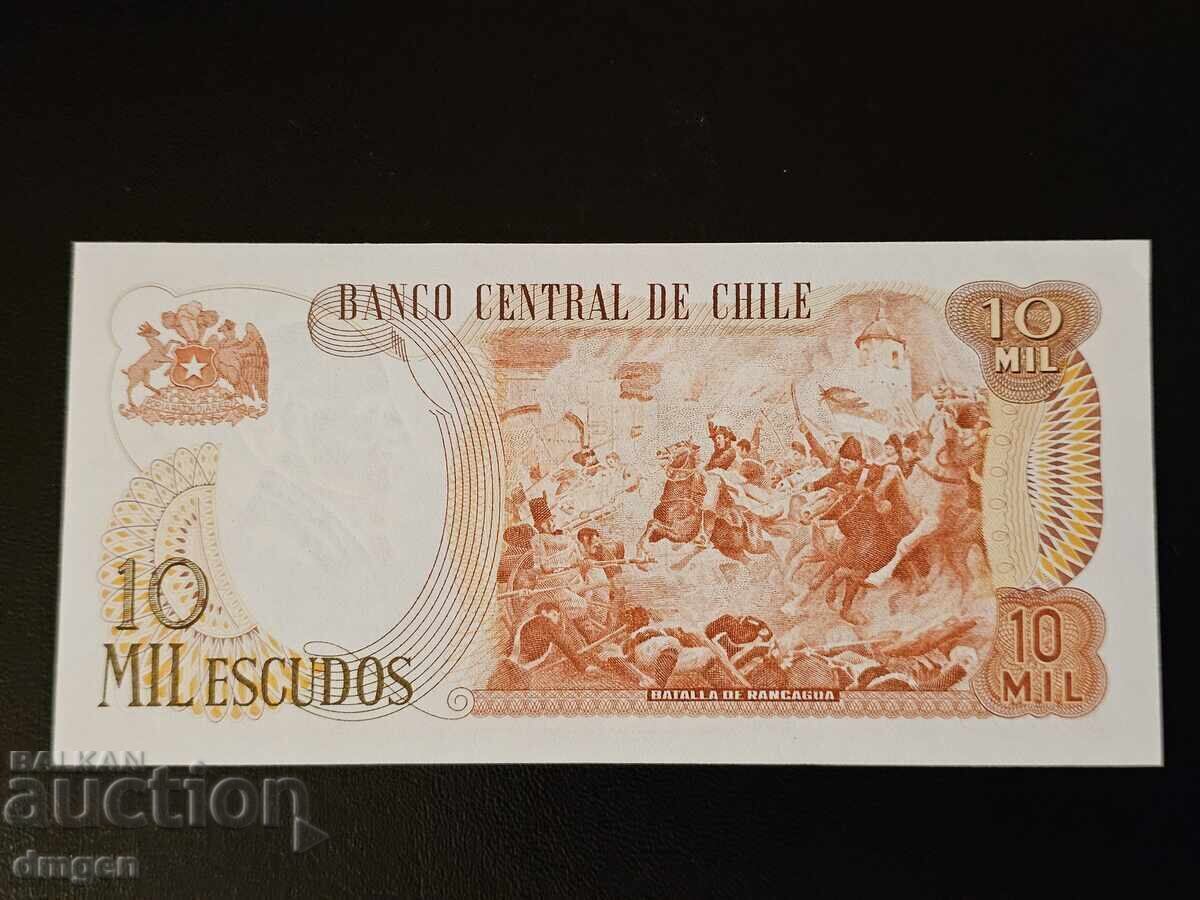 BANCO CENTRAL DE CHILE
10
MIL
10
MIL ESCUDOS
10
MIL
BATALLA DE RANCAGUA
BALKAN
auction
dmgen